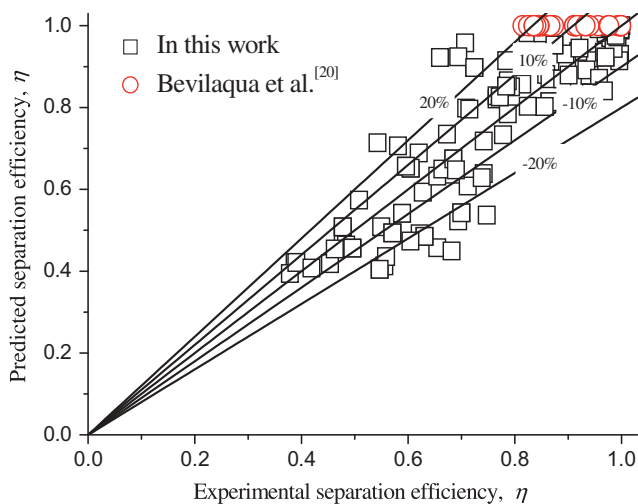 1.0
0.8
0.6
0.4
0.2
0.0
Predicted separation efficiency, η
In this work
Bevilaqua et al.[20]
20%
10%
-10%
-20%
0.0 0.2 0.4 0.6 0.8 1.0
Experimental separation efficiency, η